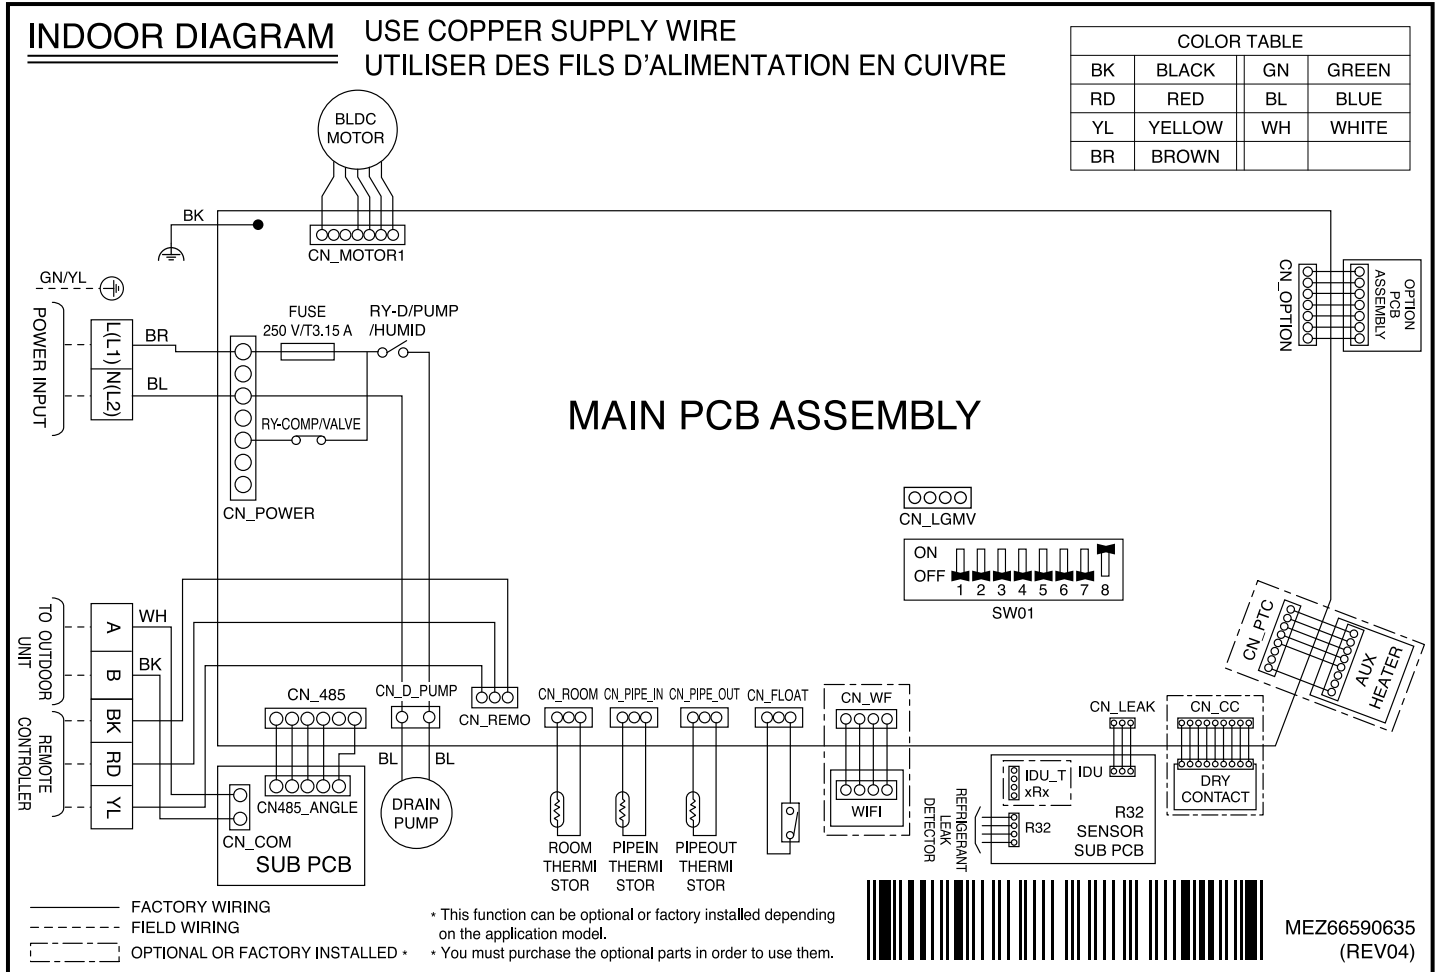 INDOOR DIAGRAM
USE COPPER SUPPLY WIRE
UTILISER DES FILS D'ALIMENTATION EN CUIVRE
COLOR TABLE
BK BLACK GN GREEN
RD RED BL BLUE
YL YELLOW WH WHITE
BR BROWN
BLDC
MOTOR
BK
CN_MOTOR1
GN/YL
POWER INPUT
L(L1)
N(L2)
BR
BL
FUSE
250 V/T3.15 A
RY-D/PUMP
/HUMID
RY-COMP/VALVE
CN_POWER
MAIN PCB ASSEMBLY
CN_OPTION
OPTION
PCB
ASSEMBLY
CN_LGMV
ON
OFF
1 2 3 4 5 6 7 8
SW01
CN_PTC
AUX
HEATER
TO OUTDOOR
UNIT
A
B
WH
BK
REMOTE
CONTROLLER
BK
RD
YL
CN_485
CN485_ANGLE
CN_COM
SUB PCB
CN_D_PUMP
BL
BL
DRAIN
PUMP
CN_REMO
CN_ROOM
ROOM
THERMI
STOR
CN_PIPE_IN
PIPEIN
THERMI
STOR
CN_PIPE_OUT
PIPEOUT
THERMI
STOR
CN_FLOAT
CN_WF
WIFI
CN_LEAK
IDU
IDU_T
xRx
R32
REFRIGERANT
LEAK
DETECTOR
R32
SENSOR
SUB PCB
CN_CC
DRY
CONTACT
FACTORY WIRING
FIELD WIRING
OPTIONAL OR FACTORY INSTALLED *
* This function can be optional or factory installed depending
on the application model.
* You must purchase the optional parts in order to use them.
MEZ66590635
(REV04)